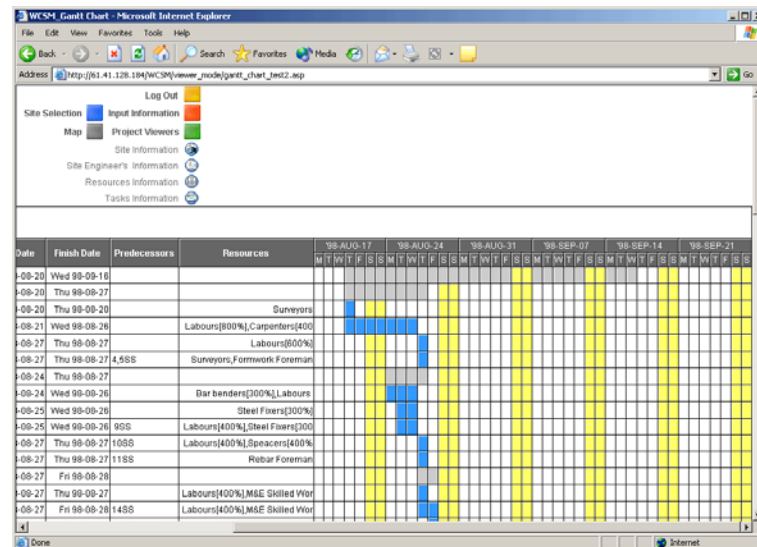 WCSM_Gantt Chart - Microsoft Internet Explorer
File Edit View Favorites Tools Help
Back Search Favorites Media
Address http://61.41.128.184/WCSM/viewer_mode/gantt_chart_test2.asp Go
Log Out
Site Selection Input Information
Map Project Viewers
Site Information
Site Engineer's Information
Resources Information
Tasks Information
Date Finish Date Predecessors Resources '98-AUG-17 '98-AUG-24 '98-AUG-31 '98-SEP-07 '98-SEP-14 '98-SEP-21
M T W T F S S M T W T F S S M T W T F S S M T W T F S S M T W T F S S M T W T F S S
-08-20 Wed 98-09-16
-08-20 Thu 98-08-27
-08-20 Thu 98-08-20 Surveyors
-08-21 Wed 98-08-26 Labours[800%],Carpenters[400
-08-27 Thu 98-08-27 Labours[600%]
-08-27 Thu 98-08-27 4,5SS Surveyors,Formwork Foreman
-08-24 Thu 98-08-27
-08-24 Wed 98-08-26 Bar benders[300%],Labours
-08-25 Wed 98-08-26 Steel Fixers[300%]
-08-25 Wed 98-08-26 9SS Labours[400%],Steel Fixers[300
-08-27 Thu 98-08-27 10SS Labours[400%],Speacers[400%
-08-27 Thu 98-08-27 11SS Rebar Foreman
-08-27 Fri 98-08-28
-08-27 Thu 98-08-27 Labours[400%],M&E Skilled Wor
-08-27 Fri 98-08-28 14SS Labours[400%],M&E Skilled Wor
Done Internet